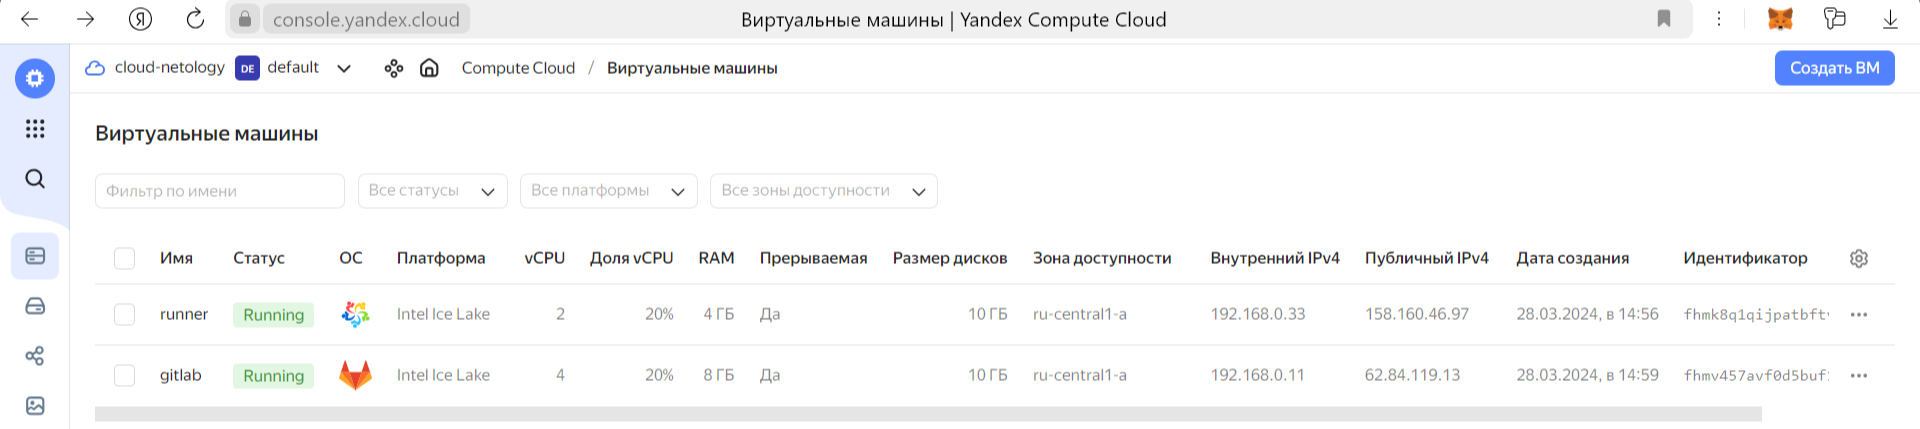 console.yandex.cloud Виртуальные машины | Yandex Compute Cloud
cloud-netology DE default Compute Cloud / Виртуальные машины Создать ВМ
Виртуальные машины
Фильтр по имени Все статусы Все платформы Все зоны доступности
Имя Статус ОС Платформа vCPU Доля vCPU RAM Прерываемая Размер дисков Зона доступности Внутренний IPv4 Публичный IPv4 Дата создания Идентификатор
runner Running Intel Ice Lake 2 20% 4 ГБ Да 10 ГБ ru-central1-a 192.168.0.33 158.160.46.97 28.03.2024, в 14:56 fhmk8q1qijpatbft
gitlab Running Intel Ice Lake 4 20% 8 ГБ Да 10 ГБ ru-central1-a 192.168.0.11 62.84.119.13 28.03.2024, в 14:59 fhmv457avf0d5buf